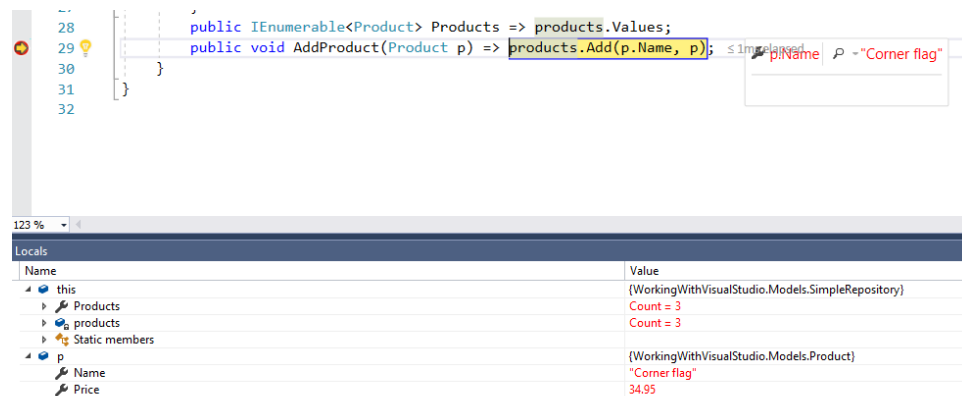 28 public IEnumerable<Product> Products => products.Values;
29 public void AddProduct(Product p) => products.Add(p.Name, p); ≤1ms elapsed
p.Name "Corner flag"
30 }
31 }
32
123 %
Locals
Name Value
this {WorkingWithVisualStudio.Models.SimpleRepository}
Products Count = 3
products Count = 3
Static members
p {WorkingWithVisualStudio.Models.Product}
Name "Corner flag"
Price 34.95